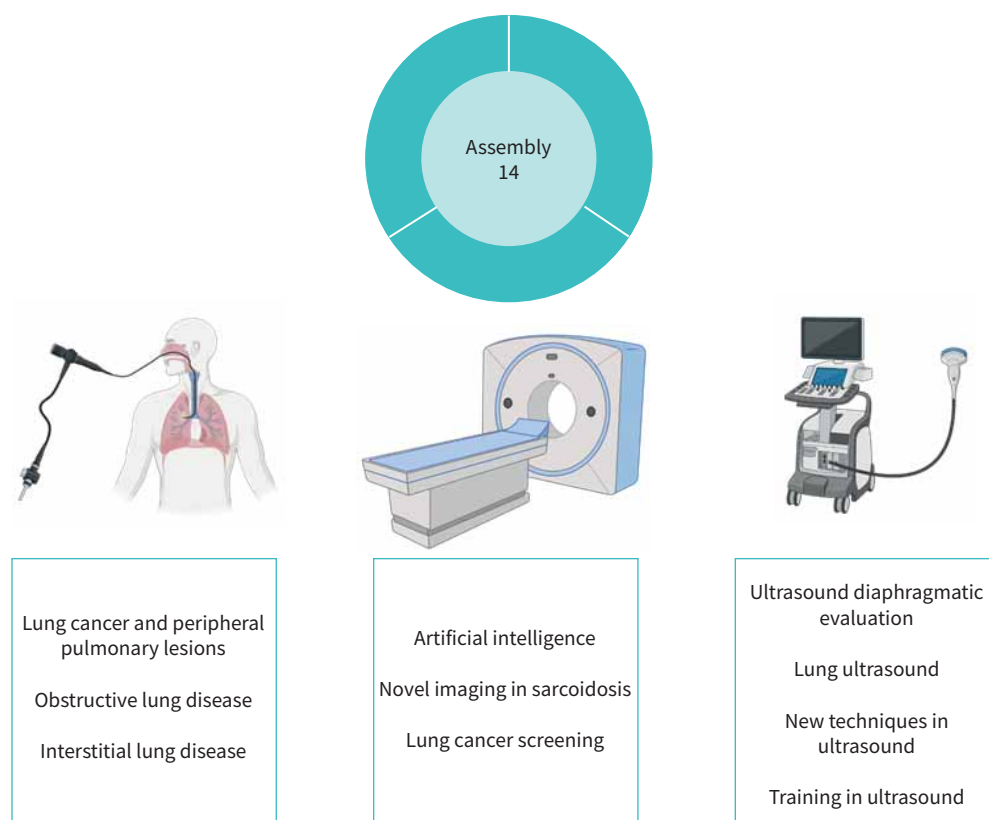 Assembly
14
Lung cancer and peripheral
pulmonary lesions
Obstructive lung disease
Interstitial lung disease
Artificial intelligence
Novel imaging in sarcoidosis
Lung cancer screening
Ultrasound diaphragmatic
evaluation
Lung ultrasound
New techniques in
ultrasound
Training in ultrasound